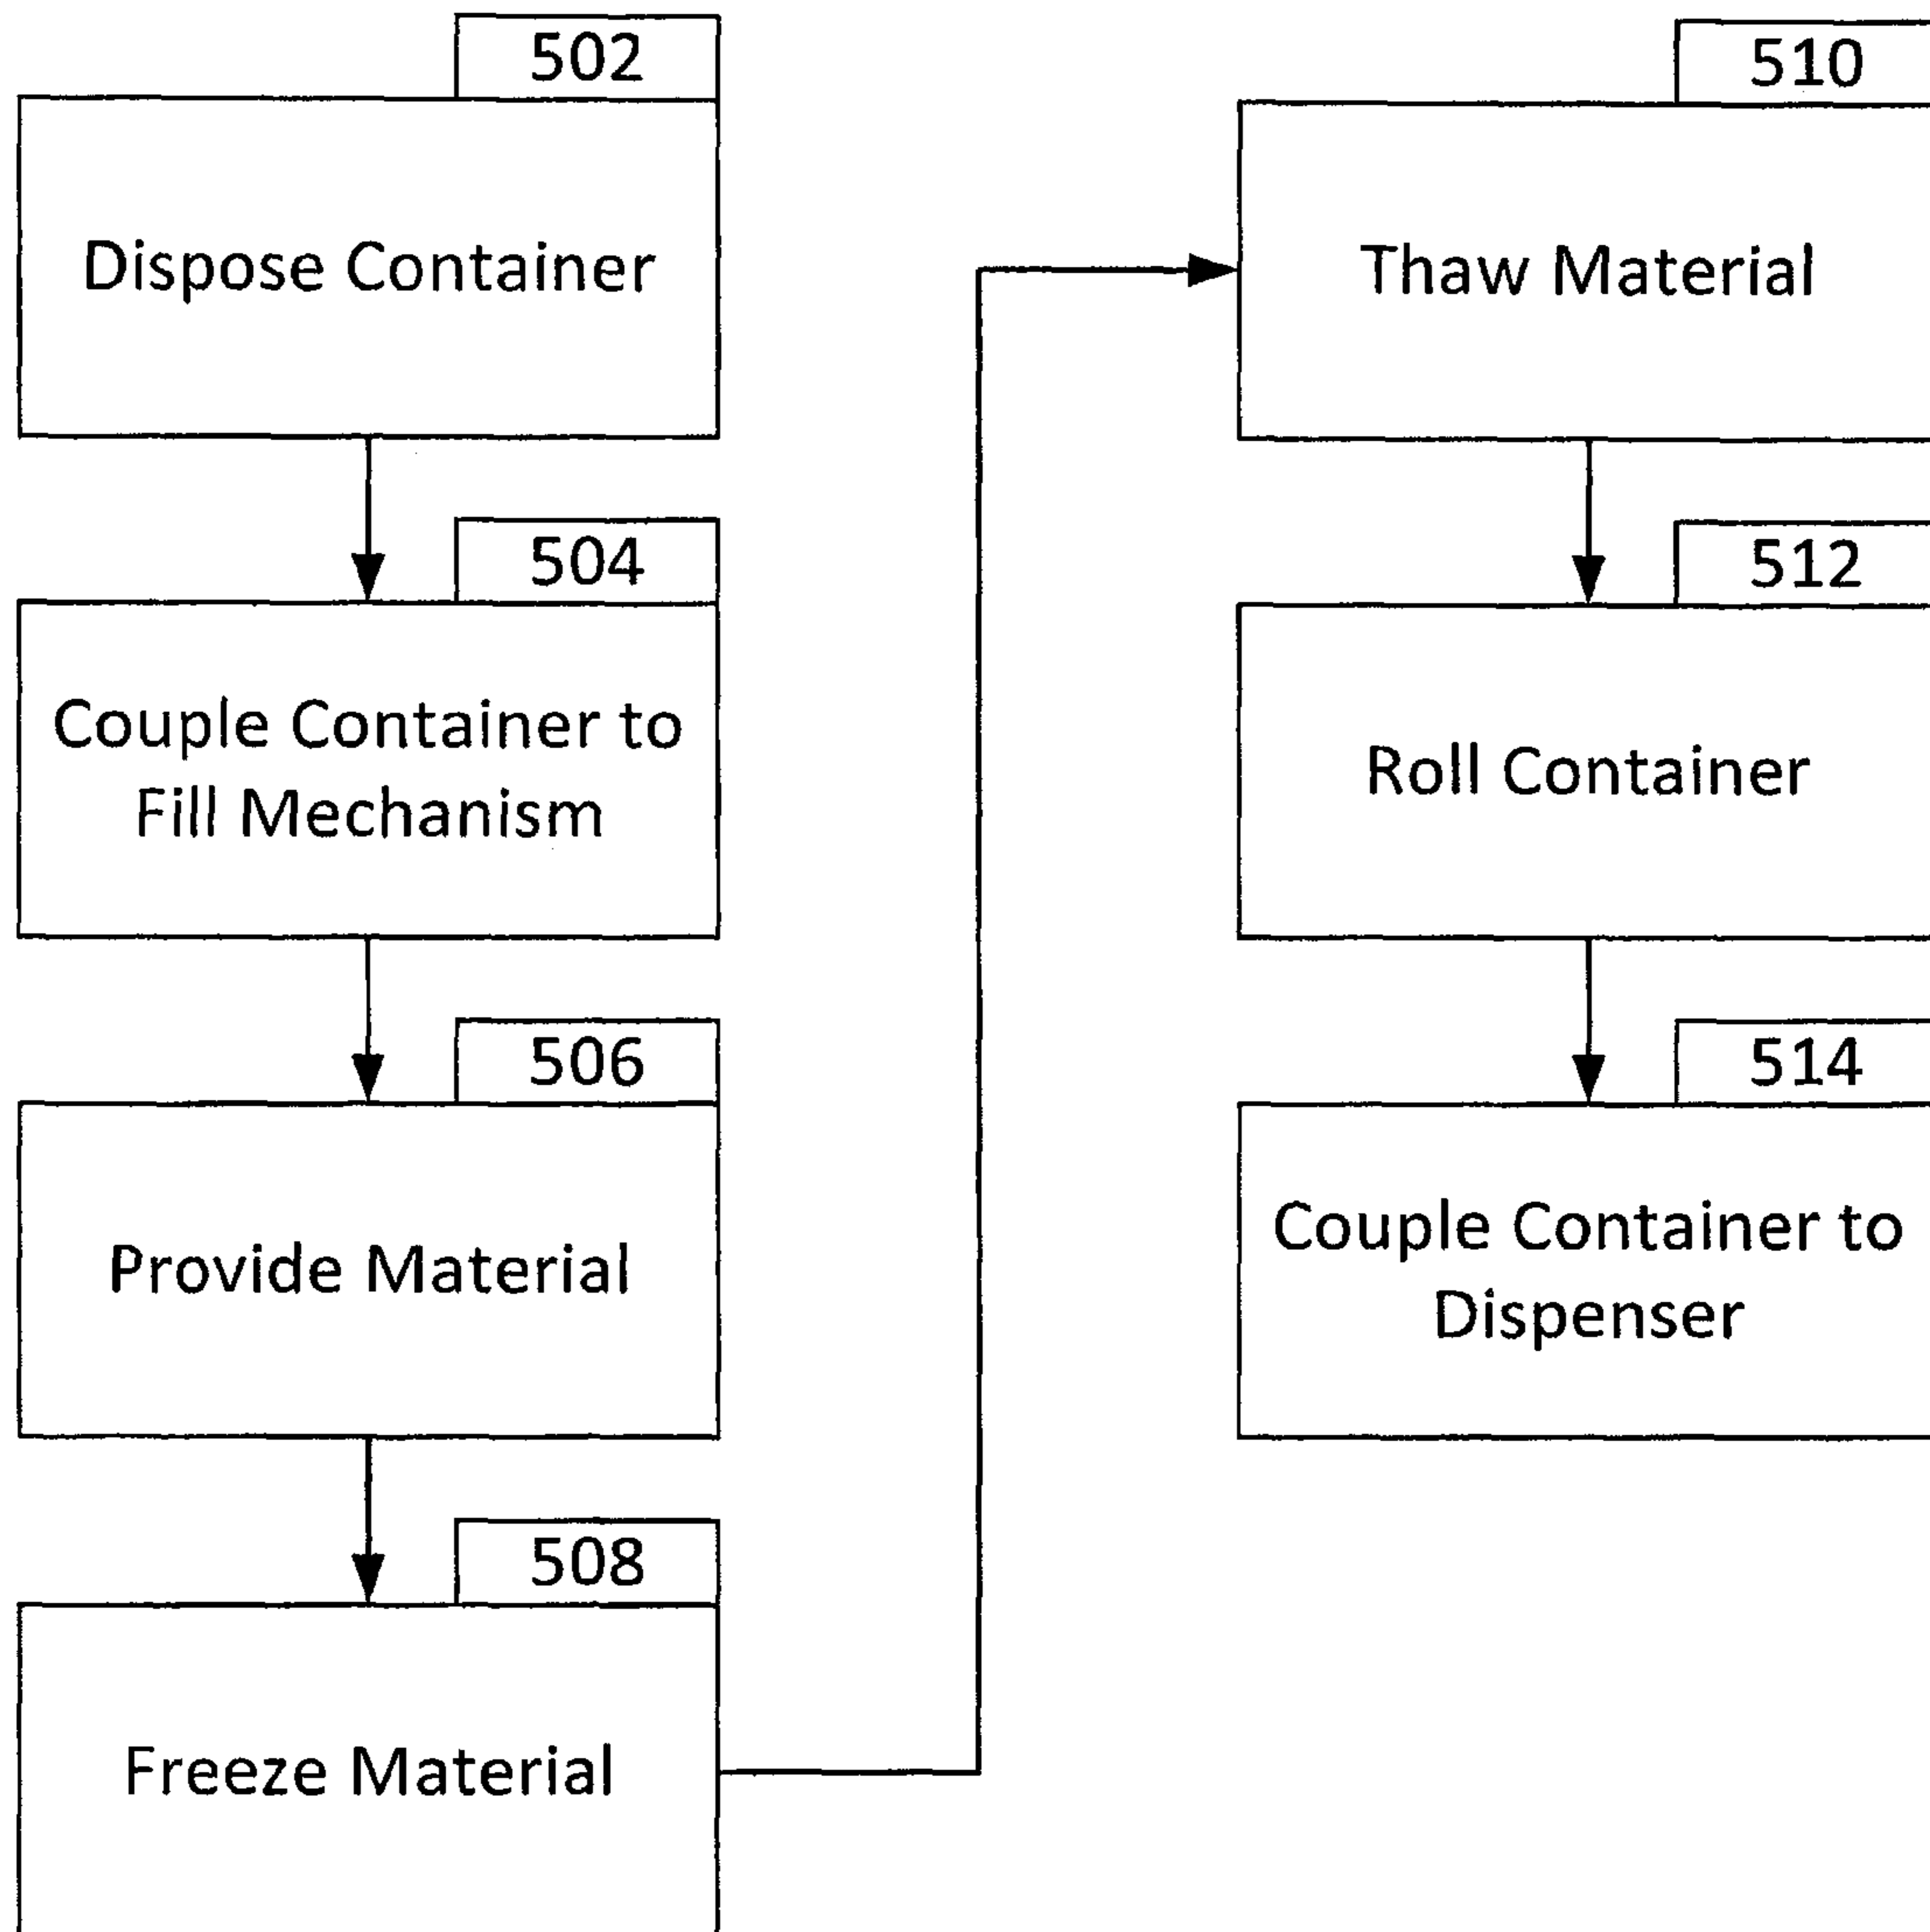 502
Dispose Container
504
Couple Container to
Fill Mechanism
506
Provide Material
508
Freeze Material
510
Thaw Material
512
Roll Container
514
Couple Container to
Dispenser